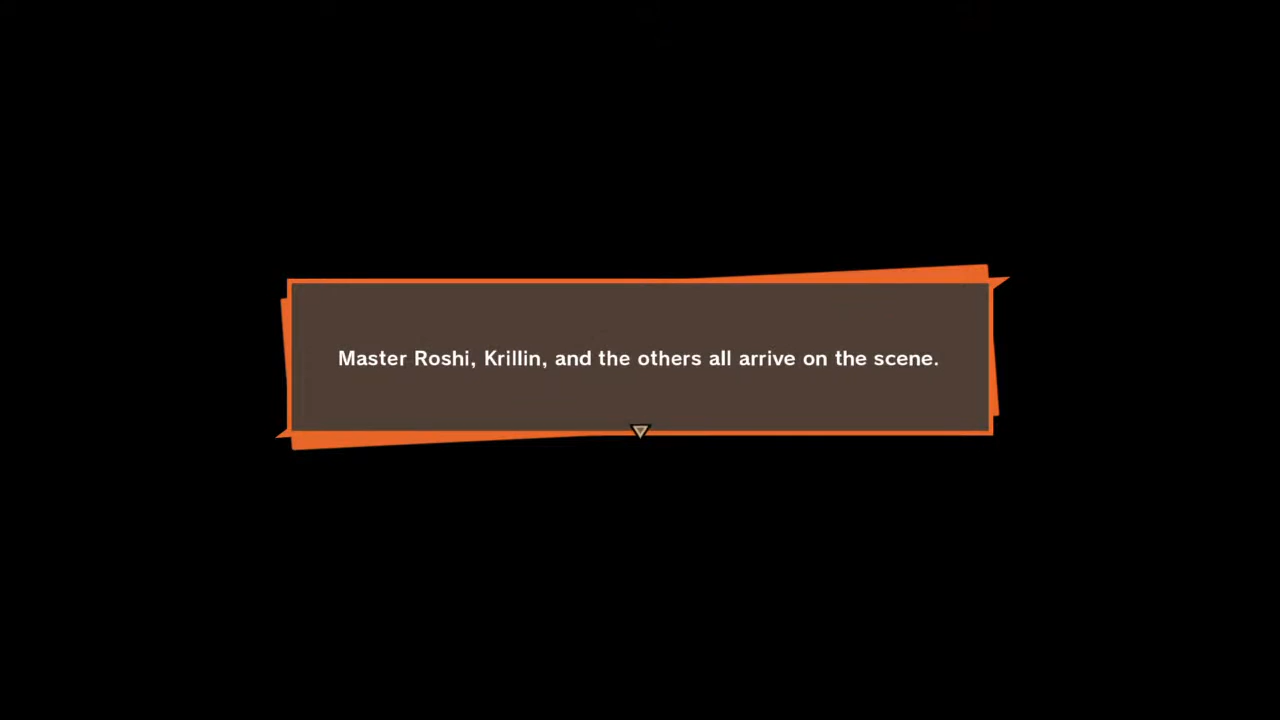 Master Roshi, Krillin, and the others all arrive on the scene.